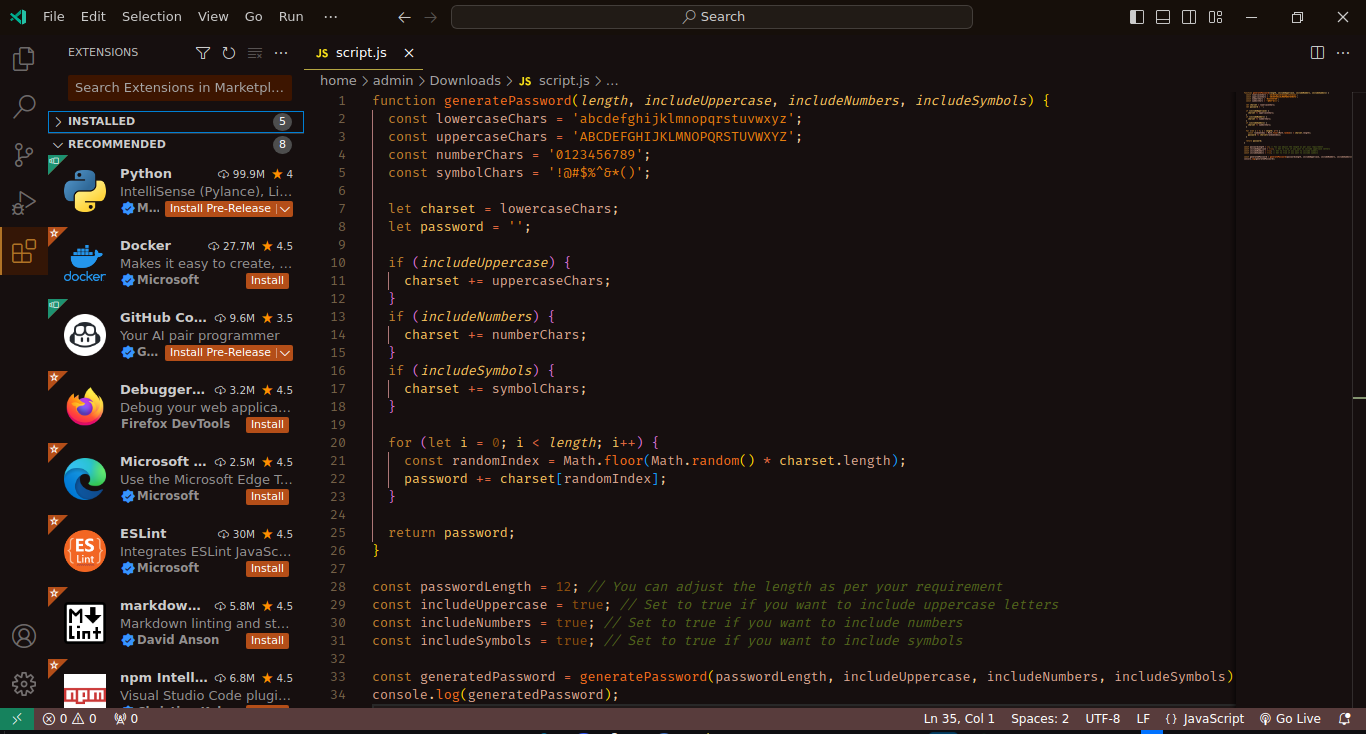 File Edit Selection View Go Run ...
Search
EXTENSIONS
Search Extensions in Marketpl...
INSTALLED 5
RECOMMENDED 8
Python 99.9M 4
IntelliSense (Pylance), Li...
M... Install Pre-Release
Docker 27.7M 4.5
Makes it easy to create, ...
Microsoft Install
docker
GitHub Co... 9.6M 3.5
Your AI pair programmer
G... Install Pre-Release
Debugger... 3.2M 4.5
Debug your web applica...
Firefox DevTools Install
Microsoft ... 2.5M 4.5
Use the Microsoft Edge T...
Microsoft Install
ESLint 30M 4.5
Integrates ESLint JavaSc...
Microsoft Install
ES
Lint
markdow... 5.8M 4.5
Markdown linting and st...
David Anson Install
M
Lint
npm Intell... 6.8M 4.5
Visual Studio Code plugi...
npm
JS script.js
home > admin > Downloads > JS script.js > ...
1 function generatePassword(length, includeUppercase, includeNumbers, includeSymbols) {
2 const lowercaseChars = 'abcdefghijklmnopqrstuvwxyz';
3 const uppercaseChars = 'ABCDEFGHIJKLMNOPQRSTUVWXYZ';
4 const numberChars = '0123456789';
5 const symbolChars = '!@#$%^&*()';
6
7 let charset = lowercaseChars;
8 let password = '';
9
10 if (includeUppercase) {
11 charset += uppercaseChars;
12 }
13 if (includeNumbers) {
14 charset += numberChars;
15 }
16 if (includeSymbols) {
17 charset += symbolChars;
18 }
19
20 for (let i = 0; i < length; i++) {
21 const randomIndex = Math.floor(Math.random() * charset.length);
22 password += charset[randomIndex];
23 }
24
25 return password;
26 }
27
28 const passwordLength = 12; // You can adjust the length as per your requirement
29 const includeUppercase = true; // Set to true if you want to include uppercase letters
30 const includeNumbers = true; // Set to true if you want to include numbers
31 const includeSymbols = true; // Set to true if you want to include symbols
32
33 const generatedPassword = generatePassword(passwordLength, includeUppercase, includeNumbers, includeSymbols)
34 console.log(generatedPassword);
0 0 0 Ln 35, Col 1 Spaces: 2 UTF-8 LF {} JavaScript Go Live